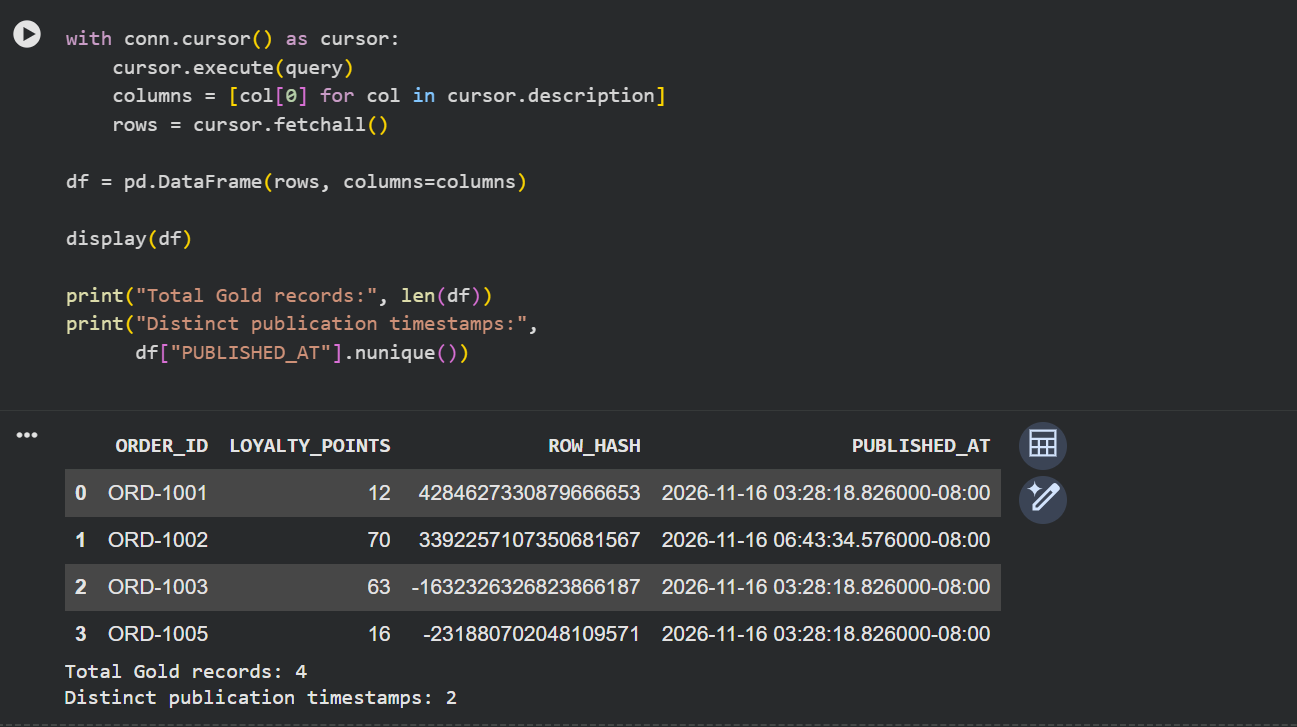 with conn.cursor() as cursor:
    cursor.execute(query)
    columns = [col[0] for col in cursor.description]
    rows = cursor.fetchall()
df = pd.DataFrame(rows, columns=columns)
display(df)
print("Total Gold records:", len(df))
print("Distinct publication timestamps:",
      df["PUBLISHED_AT"].nunique())
ORDER_ID LOYALTY_POINTS ROW_HASH PUBLISHED_AT
0 ORD-1001 12 4284627330879666653 2026-11-16 03:28:18.826000-08:00
1 ORD-1002 70 3392257107350681567 2026-11-16 06:43:34.576000-08:00
2 ORD-1003 63 -1632326326823866187 2026-11-16 03:28:18.826000-08:00
3 ORD-1005 16 -231880702048109571 2026-11-16 03:28:18.826000-08:00
Total Gold records: 4
Distinct publication timestamps: 2